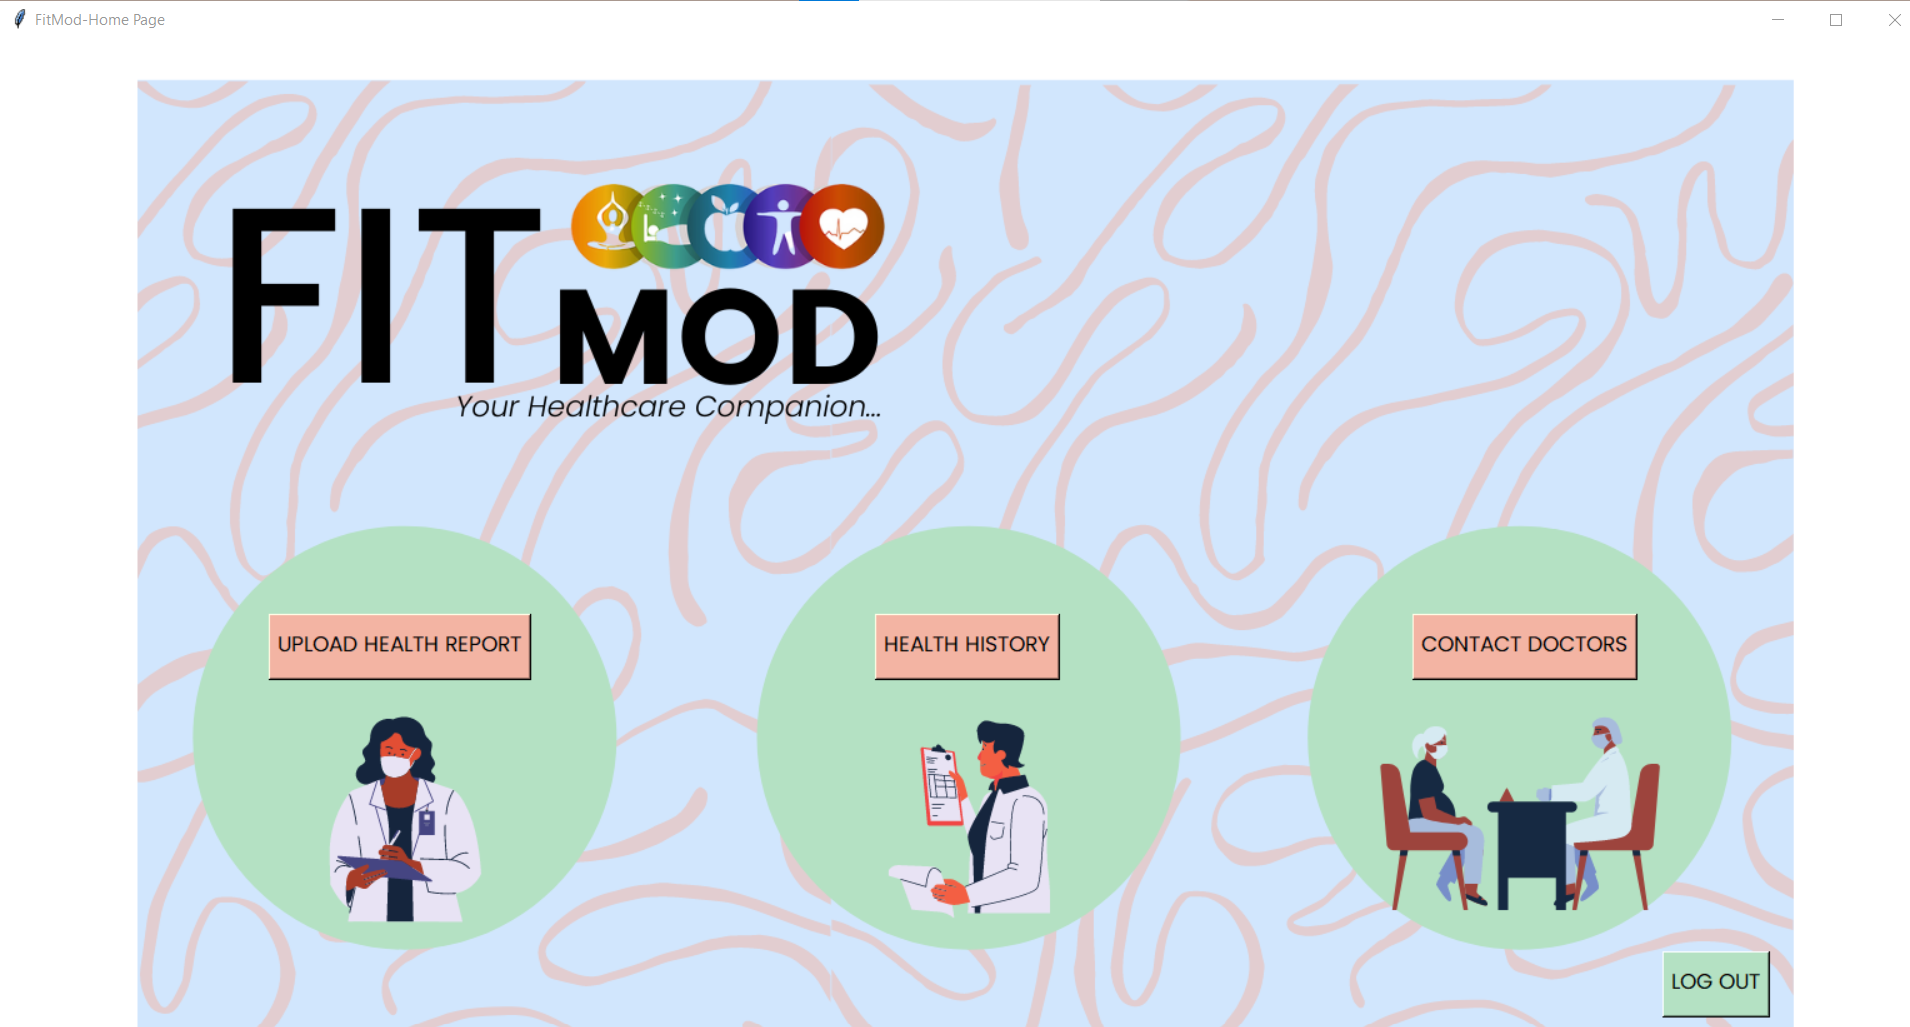 FitMod-Home Page
FIT
MOD
Your Healthcare Companion...
UPLOAD HEALTH REPORT
HEALTH HISTORY
CONTACT DOCTORS
LOG OUT